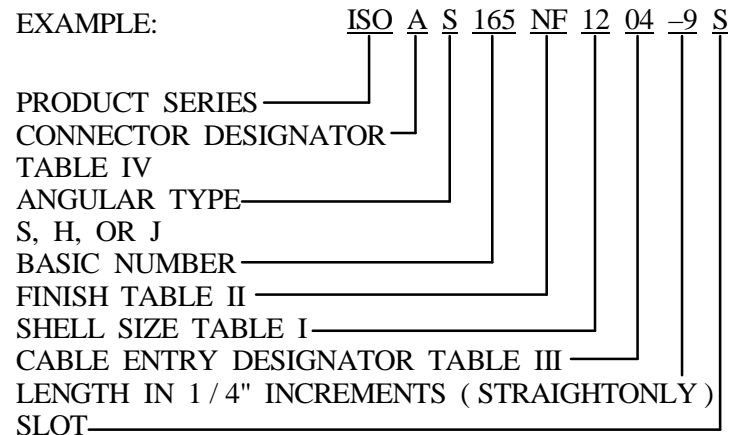 EXAMPLE: ISO A S 165 NF 12 04 –9 S
PRODUCT SERIES
CONNECTOR DESIGNATOR
TABLE IV
ANGULAR TYPE
S, H, OR J
BASIC NUMBER
FINISH TABLE II
SHELL SIZE TABLE I
CABLE ENTRY DESIGNATOR TABLE III
LENGTH IN 1 / 4" INCREMENTS ( STRAIGHTONLY )
SLOT